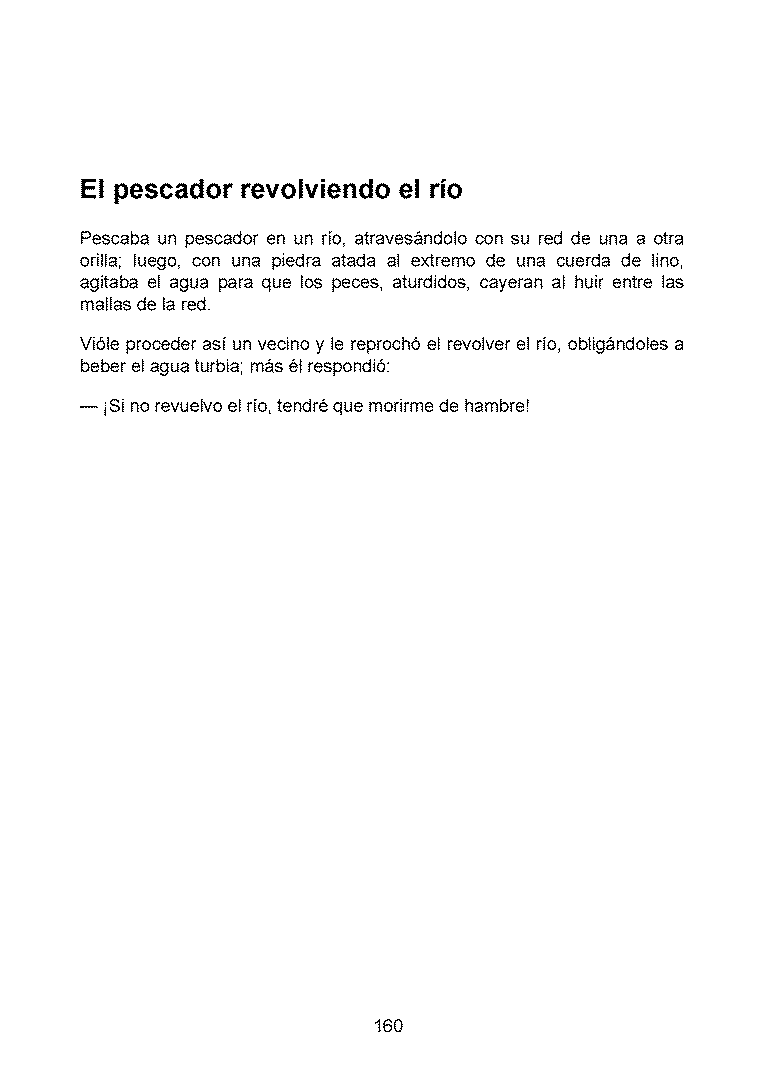 El pescador revolviendo el río
Pescaba un pescador en un río, atravesándolo con su red de una a otra
orilla; luego, con una piedra atada al extremo de una cuerda de lino,
agitaba el agua para que los peces, aturdidos, cayeran al huir entre las
mallas de la red.
Vióle proceder así un vecino y le reprochó el revolver el río, obligándoles a
beber el agua turbia; más él respondió:
— ¡Si no revuelvo el río, tendré que morirme de hambre!
160